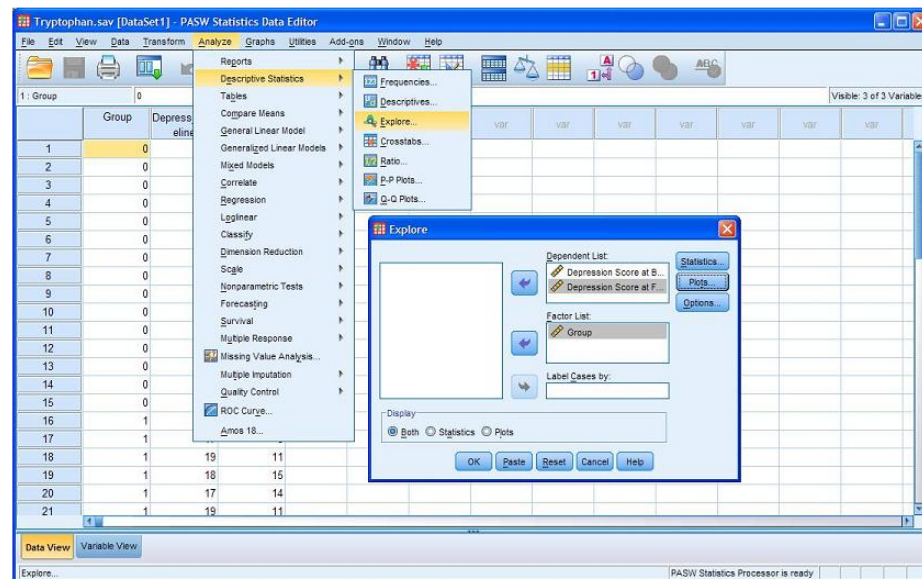 Tryptophan.sav [DataSet1] - PASW Statistics Data Editor
File Edit View Data Transform Analyze Graphs Utilities Add-ons Window Help
1 : Group 0 Visible: 3 of 3 Variable
Group Depress
eline
var var var var var var var
1 0
2 0
3 0
4 0
5 0
6 0
7 0
8 0
9 0
10 0
11 0
12 0
13 0
14 0
15 0
16 1
17 1
18 1 19 11
19 1 18 15
20 1 17 14
21 1 19 11
Reports
Descriptive Statistics
Tables
Compare Means
General Linear Model
Generalized Linear Models
Mixed Models
Correlate
Regression
Loglinear
Classify
Dimension Reduction
Scale
Nonparametric Tests
Forecasting
Survival
Multiple Response
Missing Value Analysis...
Multiple Imputation
Quality Control
ROC Curve...
Amos 18...
Frequencies...
Descriptives...
Explore...
Crosstabs...
Ratio...
P-P Plots...
Q-Q Plots...
Explore
Dependent List:
Depression Score at B...
Depression Score at F...
Factor List:
Group
Label Cases by:
Statistics...
Plots...
Options...
Display
Both Statistics Plots
OK Paste Reset Cancel Help
Data View Variable View
Explore... PASW Statistics Processor is ready